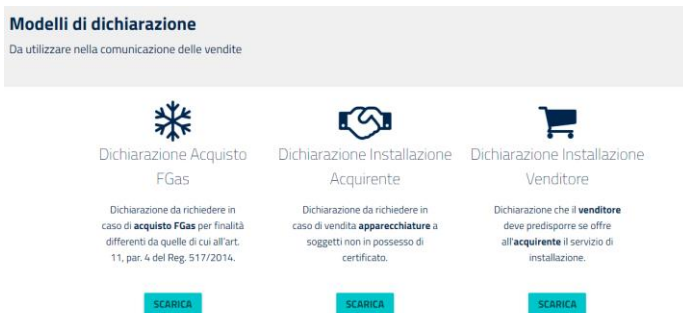 Modelli di dichiarazione
Da utilizzare nella comunicazione delle vendite
Dichiarazione Acquisto
FGas
Dichiarazione da richiedere in
caso di acquisto FGas per finalità
differenti da quelle di cui all'art.
11, par. 4 del Reg. 517/2014.
SCARICA
Dichiarazione Installazione
Acquirente
Dichiarazione da richiedere in
caso di vendita apparecchiature a
soggetti non in possesso di
certificato.
SCARICA
Dichiarazione Installazione
Venditore
Dichiarazione che il venditore
deve predisporre se offre
all'acquirente il servizio di
installazione.
SCARICA